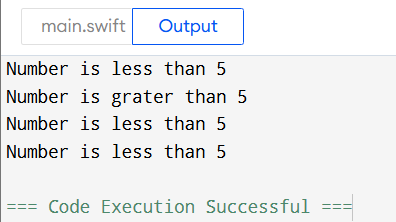 main.swift Output
Number is less than 5
Number is grater than 5
Number is less than 5
Number is less than 5
=== Code Execution Successful ===